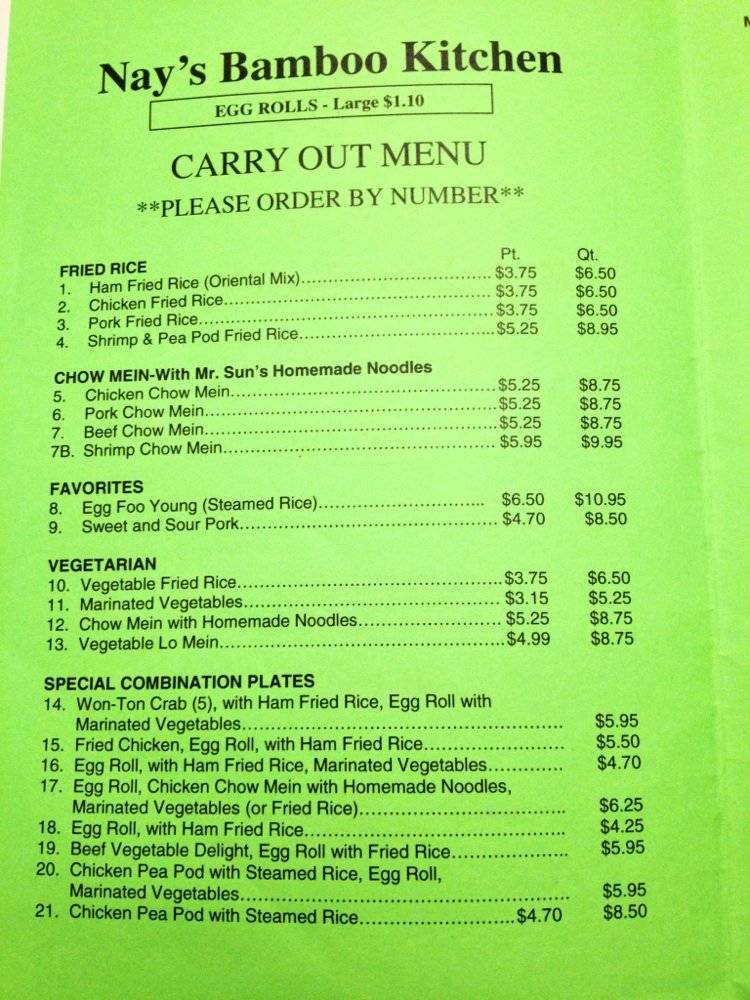 Nay's Bamboo Kitchen
EGG ROLLS - Large $1.10
CARRY OUT MENU
**PLEASE ORDER BY NUMBER**
Pt. Qt.
FRIED RICE
1. Ham Fried Rice (Oriental Mix)................................ $3.75 $6.50
2. Chicken Fried Rice............................................. $3.75 $6.50
3. Pork Fried Rice.................................................. $3.75 $6.50
4. Shrimp & Pea Pod Fried Rice............................... $5.25 $8.95
CHOW MEIN-With Mr. Sun's Homemade Noodles
5. Chicken Chow Mein............................................ $5.25 $8.75
6. Pork Chow Mein................................................. $5.25 $8.75
7. Beef Chow Mein................................................. $5.25 $8.75
7B. Shrimp Chow Mein............................................. $5.95 $9.95
FAVORITES
8. Egg Foo Young (Steamed Rice)........................... $6.50 $10.95
9. Sweet and Sour Pork.......................................... $4.70 $8.50
VEGETARIAN
10. Vegetable Fried Rice........................................... $3.75 $6.50
11. Marinated Vegetables.......................................... $3.15 $5.25
12. Chow Mein with Homemade Noodles....................... $5.25 $8.75
13. Vegetable Lo Mein.............................................. $4.99 $8.75
SPECIAL COMBINATION PLATES
14. Won-Ton Crab (5), with Ham Fried Rice, Egg Roll with
Marinated Vegetables..................................................... $5.95
15. Fried Chicken, Egg Roll, with Ham Fried Rice....................... $5.50
16. Egg Roll, with Ham Fried Rice, Marinated Vegetables............ $4.70
17. Egg Roll, Chicken Chow Mein with Homemade Noodles,
Marinated Vegetables (or Fried Rice)................................... $6.25
18. Egg Roll, with Ham Fried Rice........................................... $4.25
19. Beef Vegetable Delight, Egg Roll with Fried Rice................... $5.95
20. Chicken Pea Pod with Steamed Rice, Egg Roll,
Marinated Vegetables..................................................... $5.95
21. Chicken Pea Pod with Steamed Rice.......................... $4.70 $8.50